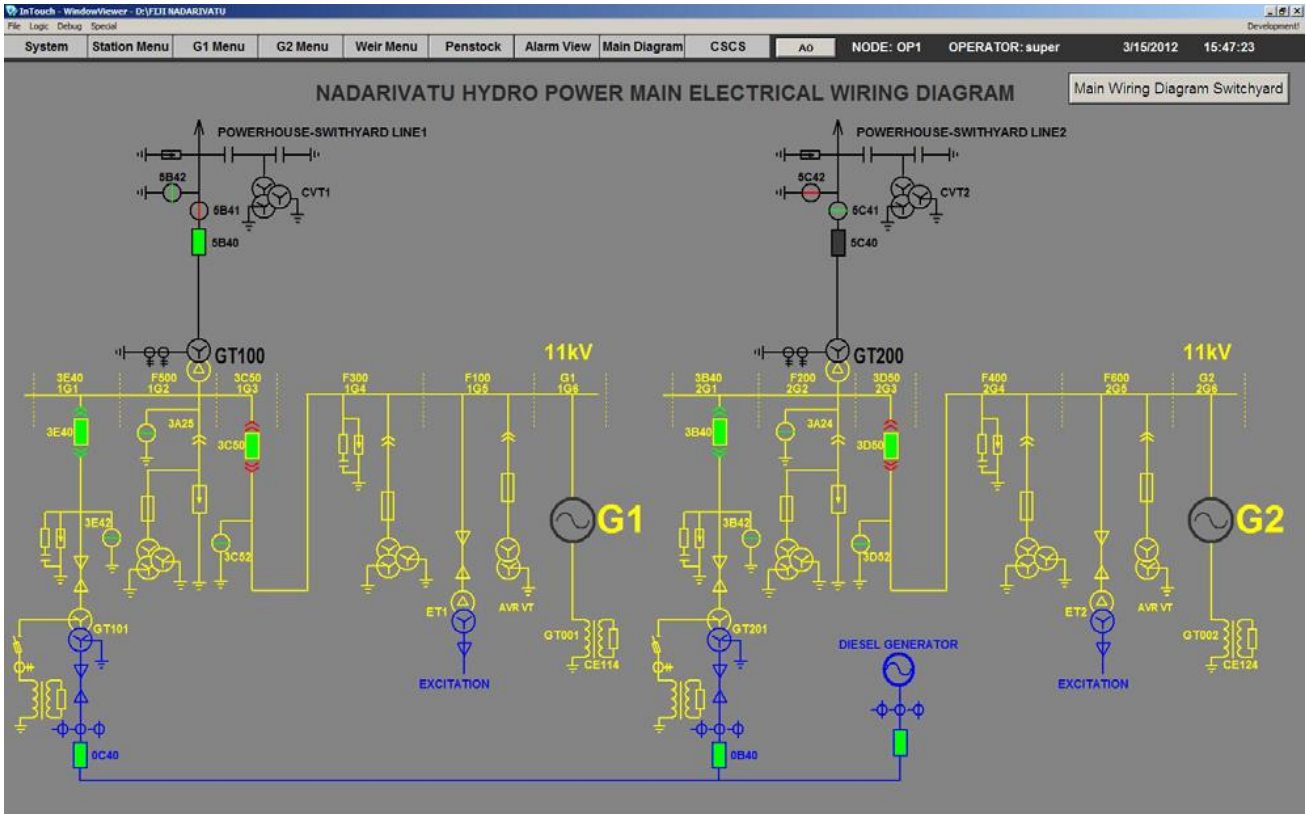 InTouch - WindowViewer - D:\FIJI NADARIVATU
File Logic Debug Special Development!
System Station Menu G1 Menu G2 Menu Weir Menu Penstock Alarm View Main Diagram CSCS A0 NODE: OP1 OPERATOR: super 3/15/2012 15:47:23
NADARIVATU HYDRO POWER MAIN ELECTRICAL WIRING DIAGRAM
Main Wiring Diagram Switchyard
POWERHOUSE-SWITHYARD LINE1
POWERHOUSE-SWITHYARD LINE2
5B42
CVT1
5B41
5B40
5C42
CVT2
5C41
5C40
GT100
11kV
GT200
11kV
3E40 F500 3C50 F300 F100 G1
1G1 1G2 1G3 1G4 1G5 1G6
3B40 F200 3D50 F400 F600 G2
2G1 2G2 2G3 2G4 2G5 2G6
3E40
3A25
3C50
3B40
3A24
3D50
3E42
3C52
G1
3B42
3D52
G2
ET1
AVR VT
ET2
AVR VT
GT101
GT001
CE114
GT201
DIESEL GENERATOR
GT002
CE124
EXCITATION
EXCITATION
0C40
0B40